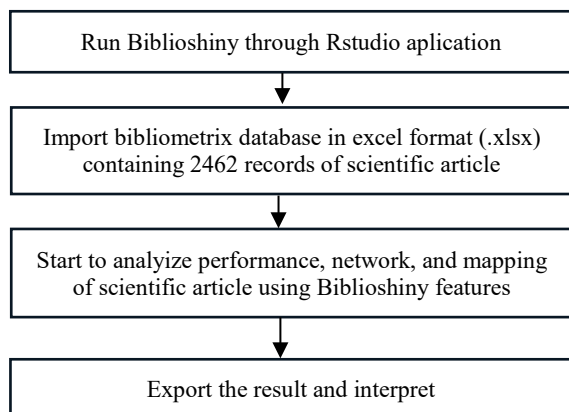 Run Biblioshiny through Rstudio aplication
Import bibliometrix database in excel format (.xlsx)
containing 2462 records of scientific article
Start to analyize performance, network, and mapping
of scientific article using Biblioshiny features
Export the result and interpret